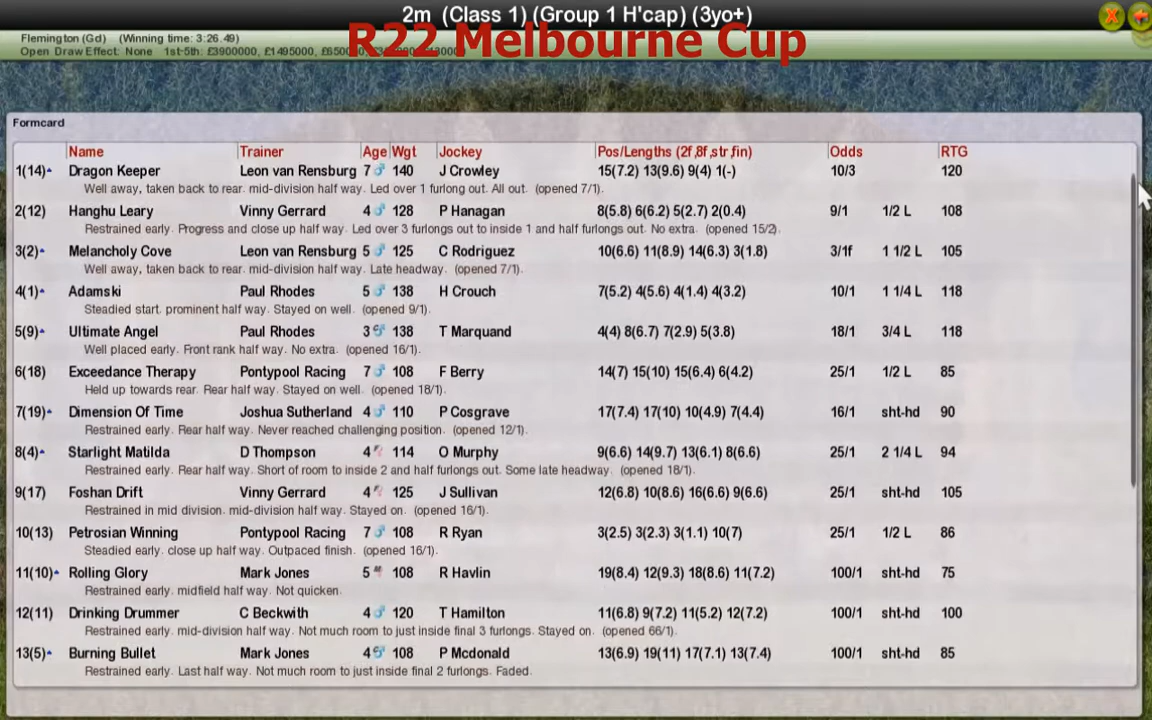 2m (Class 1) (Group 1 H'cap) (3yo+)
Flemington (Gd) (Winning time: 3:26.49)
R22 Melbourne Cup
Open Draw Effect: None 1st-5th: £3900000, £1495000,
Formcard
Name Trainer Age Wgt Jockey Pos/Lengths (2f,8f,str,fin) Odds RTG
1(14) Dragon Keeper Leon van Rensburg 7 140 J Crowley 15(7.2) 13(9.6) 9(4) 1(-) 10/3 120
Well away, taken back to rear. mid-division half way. Led over 1 furlong out. All out. (opened 7/1).
2(12) Hanghu Leary Vinny Gerrard 4 128 P Hanagan 8(5.8) 6(6.2) 5(2.7) 2(0.4) 9/1 1/2 L 108
Restrained early. Progress and close up half way. Led over 3 furlongs out to inside 1 and half furlongs out. No extra. (opened 15/2).
3(2) Melancholy Cove Leon van Rensburg 5 125 C Rodriguez 10(6.6) 11(8.9) 14(6.3) 3(1.8) 3/1f 1 1/2 L 105
Well away, taken back to rear. mid-division half way. Late headway. (opened 7/1).
4(1) Adamski Paul Rhodes 5 138 H Crouch 7(5.2) 4(5.6) 4(1.4) 4(3.2) 10/1 1 1/4 L 118
Steadied start. prominent half way. Stayed on well. (opened 9/1).
5(9) Ultimate Angel Paul Rhodes 3 138 T Marquand 4(4) 8(6.7) 7(2.9) 5(3.8) 18/1 3/4 L 118
Well placed early. Front rank half way. No extra. (opened 16/1).
6(18) Exceedance Therapy Pontypool Racing 7 108 F Berry 14(7) 15(10) 15(6.4) 6(4.2) 25/1 1/2 L 85
Held up towards rear. Rear half way. Stayed on well. (opened 18/1).
7(19) Dimension Of Time Joshua Sutherland 4 110 P Cosgrave 17(7.4) 17(10) 10(4.9) 7(4.4) 16/1 sht-hd 90
Restrained early. Rear half way. Never reached challenging position. (opened 12/1).
8(4) Starlight Matilda D Thompson 4 114 O Murphy 9(6.6) 14(9.7) 13(6.1) 8(6.6) 25/1 2 1/4 L 94
Restrained early. Rear half way. Short of room to inside 2 and half furlongs out. Some late headway. (opened 18/1).
9(17) Foshan Drift Vinny Gerrard 4 125 J Sullivan 12(6.8) 10(8.6) 16(6.6) 9(6.6) 25/1 sht-hd 105
Restrained in mid division. mid-division half way. Stayed on. (opened 16/1).
10(13) Petrosian Winning Pontypool Racing 7 108 R Ryan 3(2.5) 3(2.3) 3(1.1) 10(7) 25/1 1/2 L 86
Steadied early. close up half way. Outpaced finish. (opened 16/1).
11(10) Rolling Glory Mark Jones 5 108 R Havlin 19(8.4) 12(9.3) 18(8.6) 11(7.2) 100/1 sht-hd 75
Restrained early. midfield half way. Not quicken.
12(11) Drinking Drummer C Beckwith 4 120 T Hamilton 11(6.8) 9(7.2) 11(5.2) 12(7.2) 100/1 sht-hd 100
Restrained early. mid-division half way. Not much room to just inside final 3 furlongs. Stayed on. (opened 66/1).
13(5) Burning Bullet Mark Jones 4 108 P Mcdonald 13(6.9) 19(11) 17(7.1) 13(7.4) 100/1 sht-hd 85
Restrained early. Last half way. Not much room to just inside final 2 furlongs. Faded.